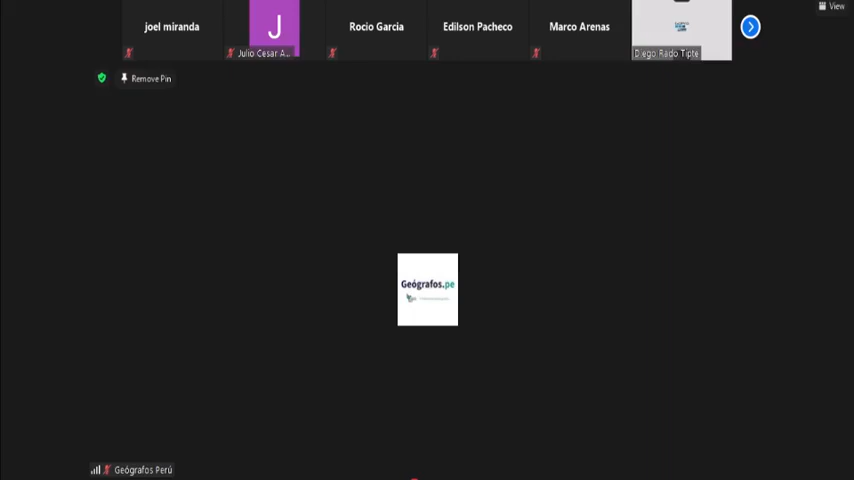 View
joel miranda
Rocio Garcia
Edilson Pacheco
Marco Arenas
J
Julio Cesar A...
Diego Rado Tipte
Remove Pin
Geógrafos.pe
Geógrafos Perú